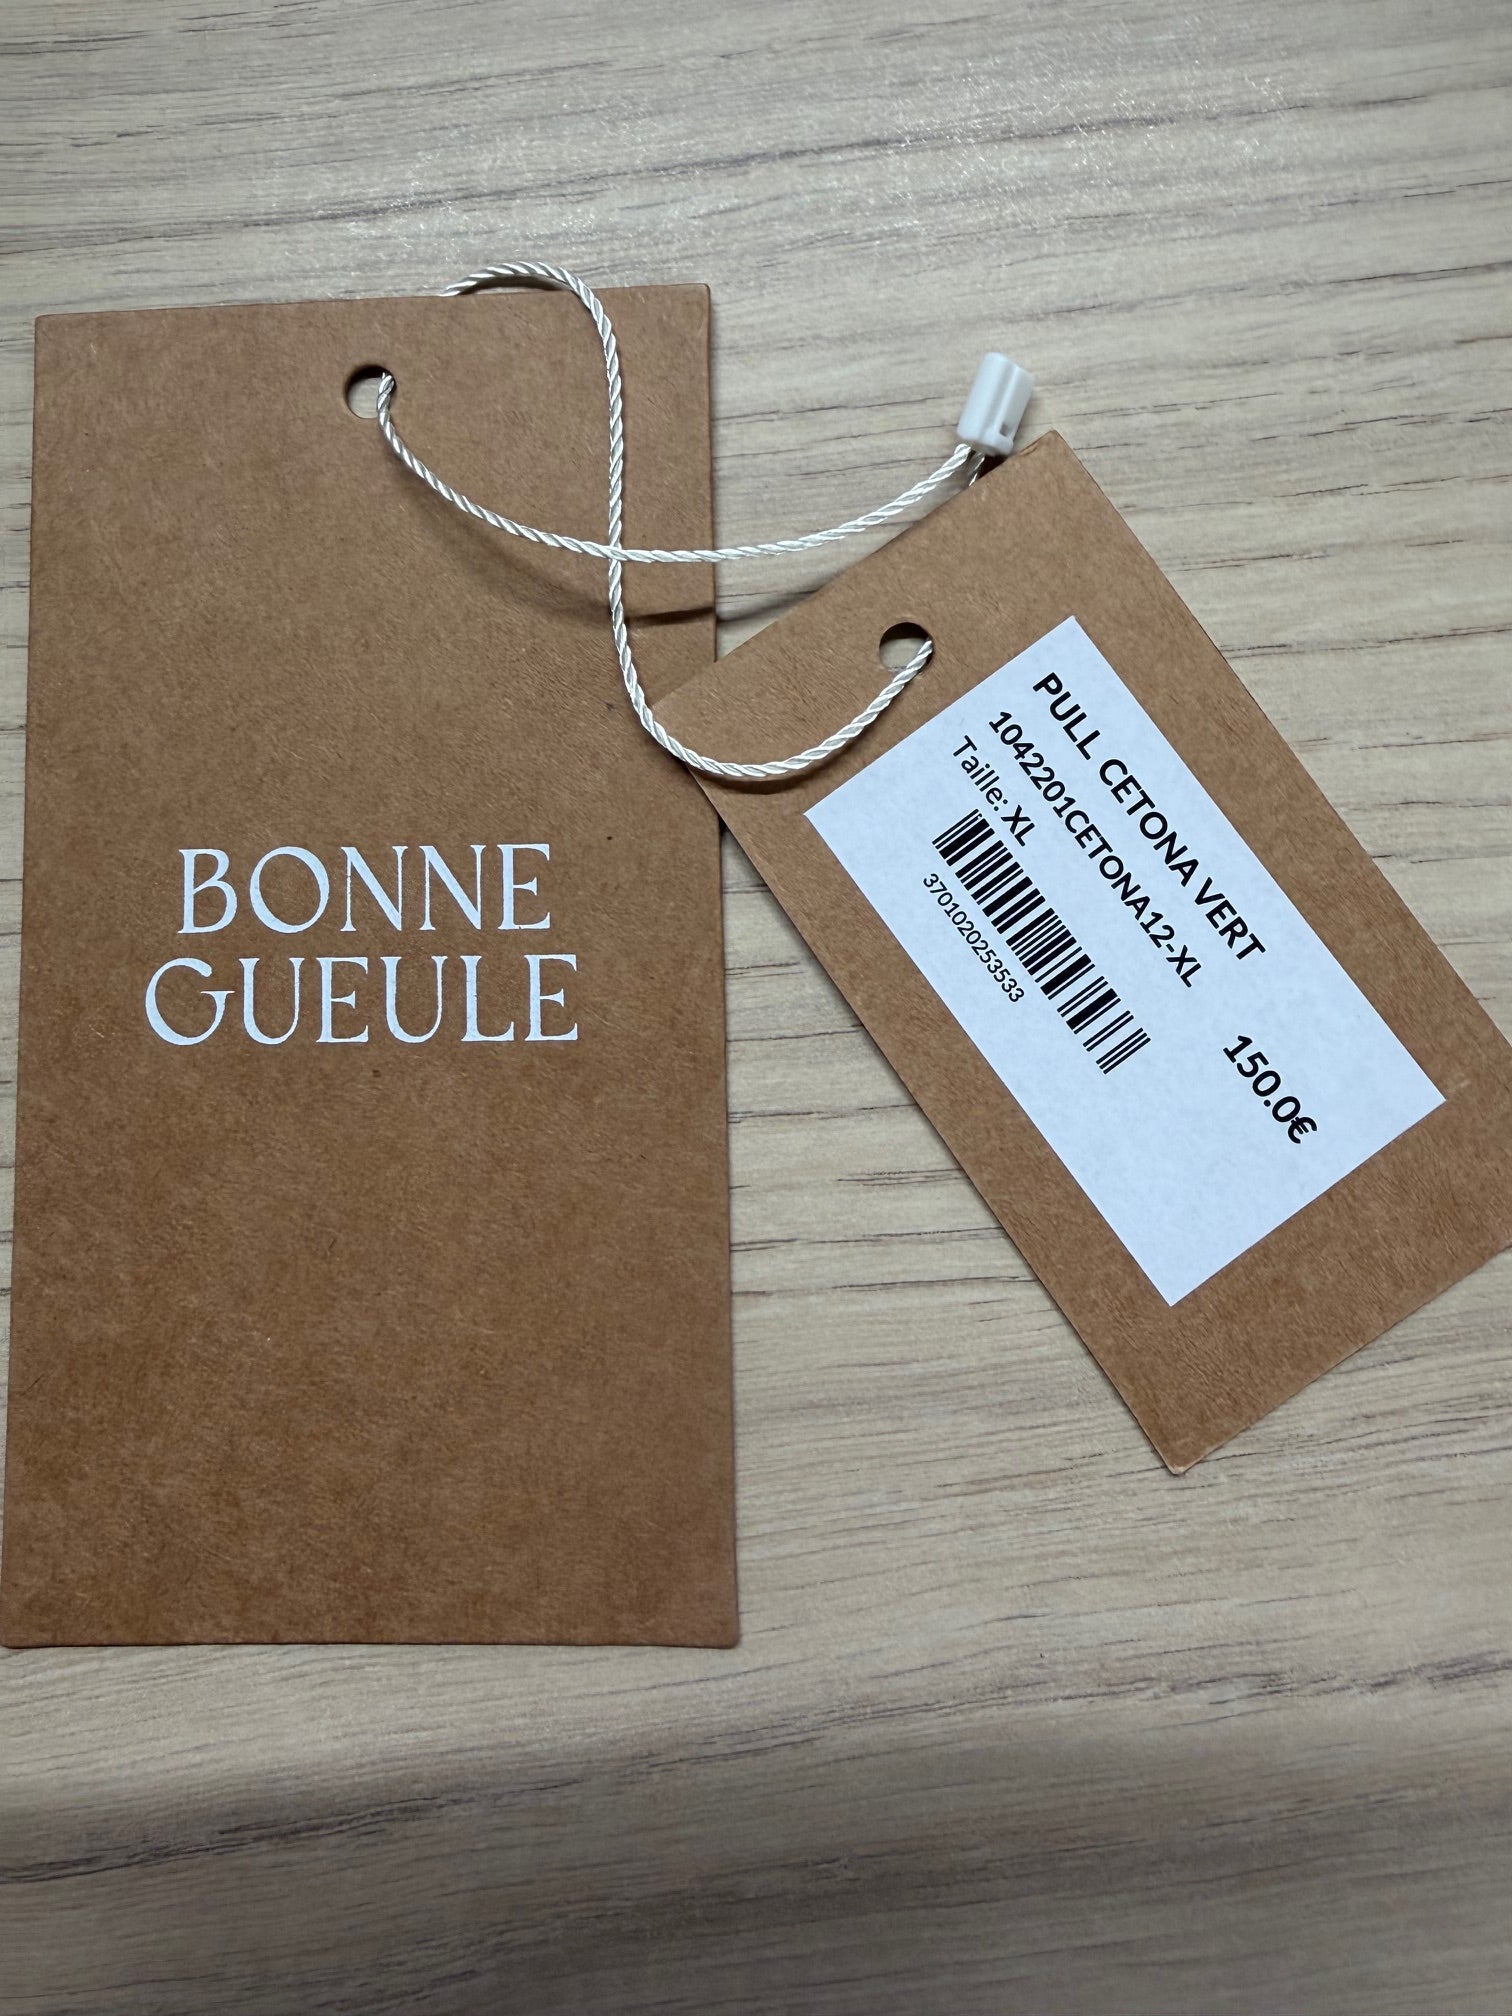 BONNE
GUEULE
PULL CETONA VERT
1042201CETONA12-XL
Taille: XL
3701020253533
150.0€